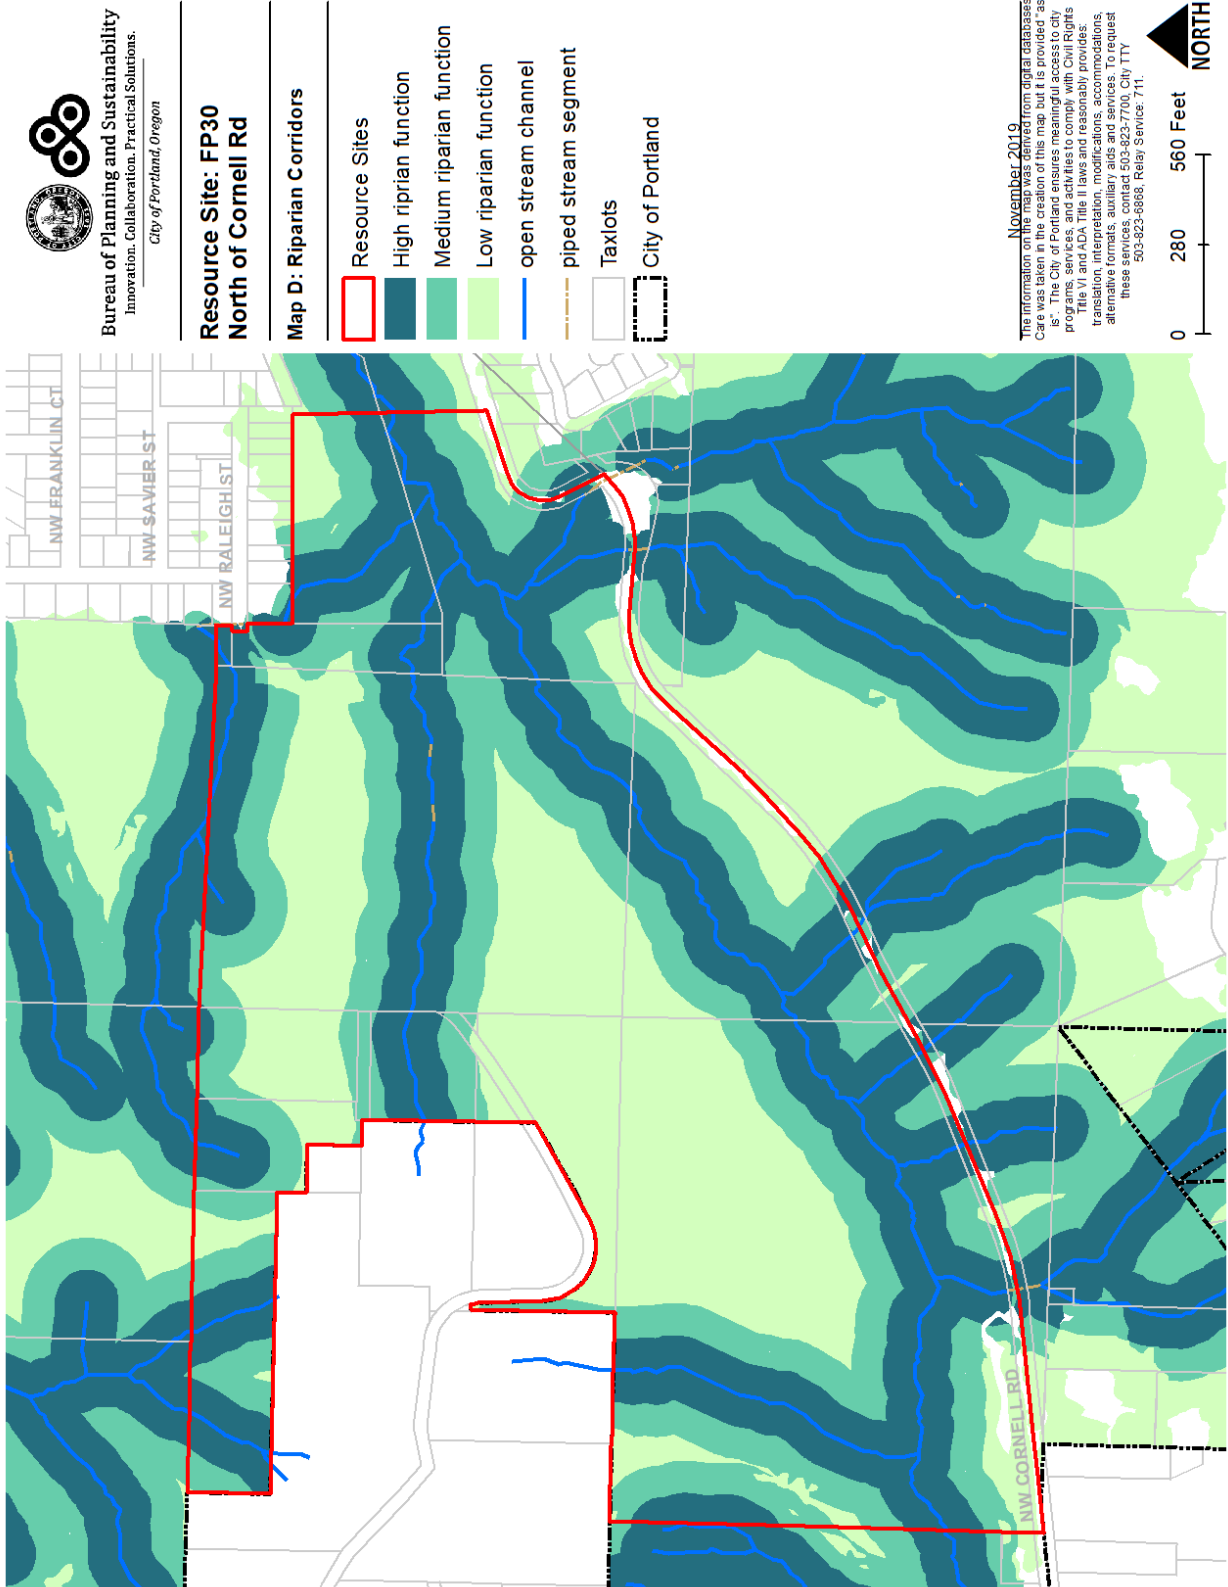 Bureau of Planning and Sustainability
Innovation. Collaboration. Practical Solutions.
City of Portland, Oregon
Resource Site: FP30
North of Cornell Rd
Map D: Riparian Corridors
Resource Sites
High riprian function
Medium riparian function
Low riparian function
open stream channel
piped stream segment
Taxlots
City of Portland
November 2019
The information on the map was derived from digital databases
Care was taken in the creation of this map but it is provided "as
is". The City of Portland ensures meaningful access to city
programs, services, and activities to comply with Civil Rights
Title VI and ADA Title II laws and reasonably provides:
translation, interpretation, modifications, accommodations,
alternative formats, auxiliary aids and services. To request
these services, contact 503-823-7700, City TTY
503-823-6868, Relay Service: 711.
0 280 560 Feet
NORTH
NW FRANKLIN CT
NW SAVIER ST
NW RALEIGH ST
NW CORNELL RD